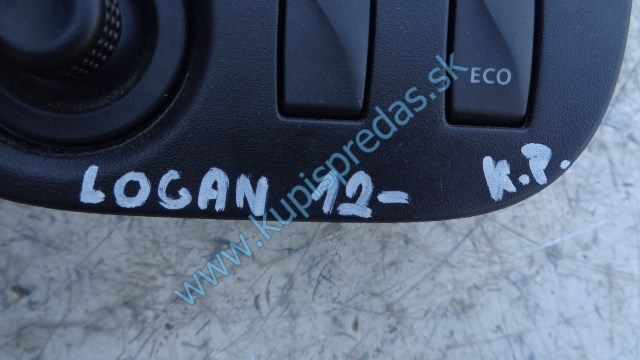 ECO
LOGAN 12- K.P.
www.kupispredas.sk